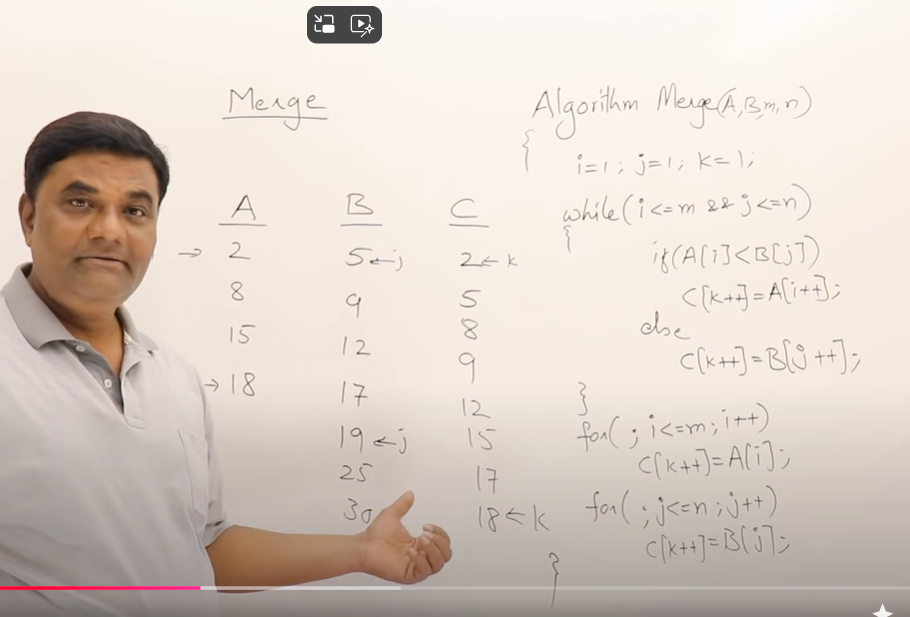 Merge
A B C
→ 2 5 ← j 2 ← k
8 9 5
15 12 8
→ 18 17 9
19 ← j 12
25 15
30 17
18 ← k
Algorithm Merge(A,B,m,n)
{
i=1; j=1; k=1;
while(i<=m && j<=n)
{
if(A[i]<B[j])
C[k++]=A[i++];
else
C[k++]=B[j++];
}
for( ; i<=m; i++)
C[k++]=A[i];
for( ; j<=n; j++)
C[k++]=B[j];
}